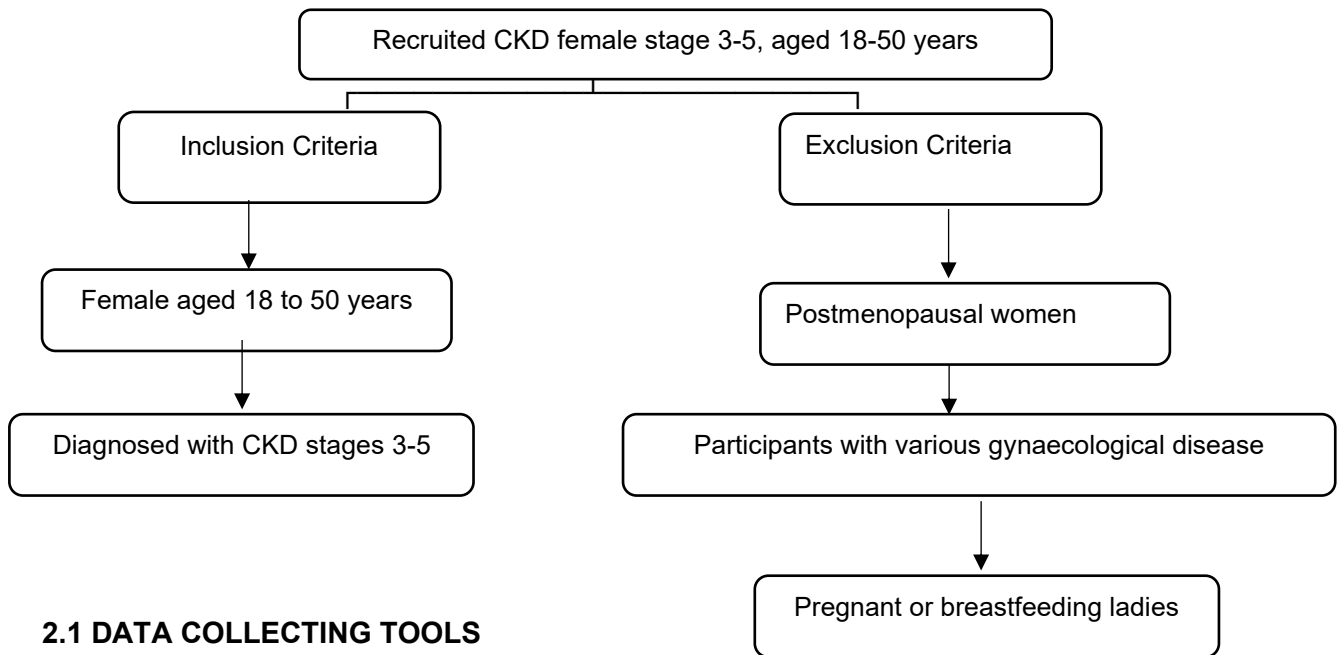 Recruited CKD female stage 3-5, aged 18-50 years
Inclusion Criteria
Exclusion Criteria
Female aged 18 to 50 years
Postmenopausal women
Diagnosed with CKD stages 3-5
Participants with various gynaecological disease
Pregnant or breastfeeding ladies
2.1 DATA COLLECTING TOOLS